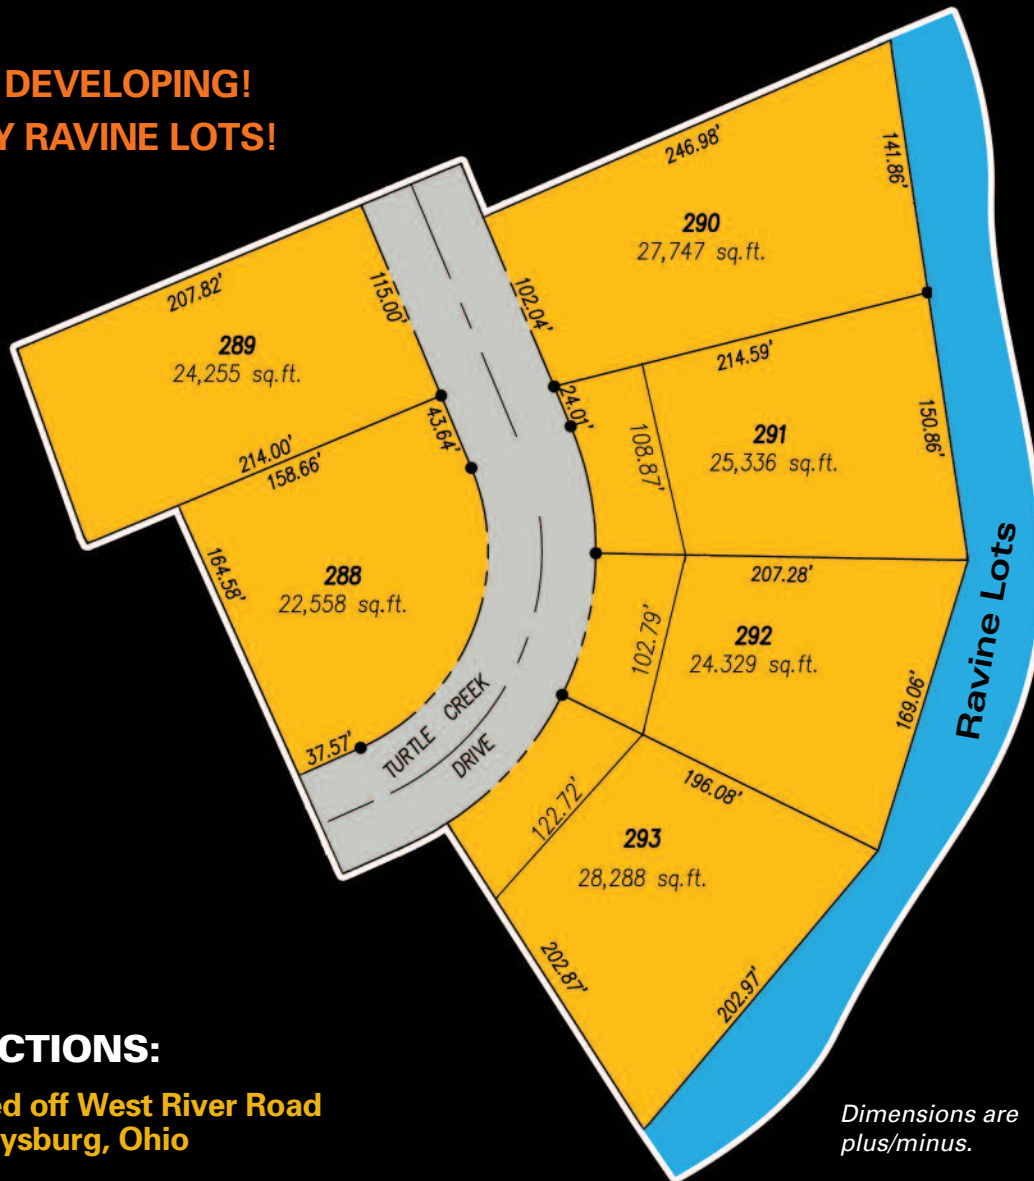 DEVELOPING!
Y RAVINE LOTS!
246.98'
141.86'
290
27,747 sq.ft.
207.82'
115.00'
102.04'
289
24,255 sq.ft.
214.59'
24.01'
43.64'
214.00'
158.66'
108.87'
150.86'
291
25,336 sq.ft.
164.58'
288
22,558 sq.ft.
207.28'
102.79'
292
24.329 sq.ft.
169.06'
Ravine Lots
37.57'
TURTLE CREEK
DRIVE
196.08'
122.72'
293
28,288 sq.ft.
202.87'
202.97'
CTIONS:
ed off West River Road
ysburg, Ohio
Dimensions are
plus/minus.